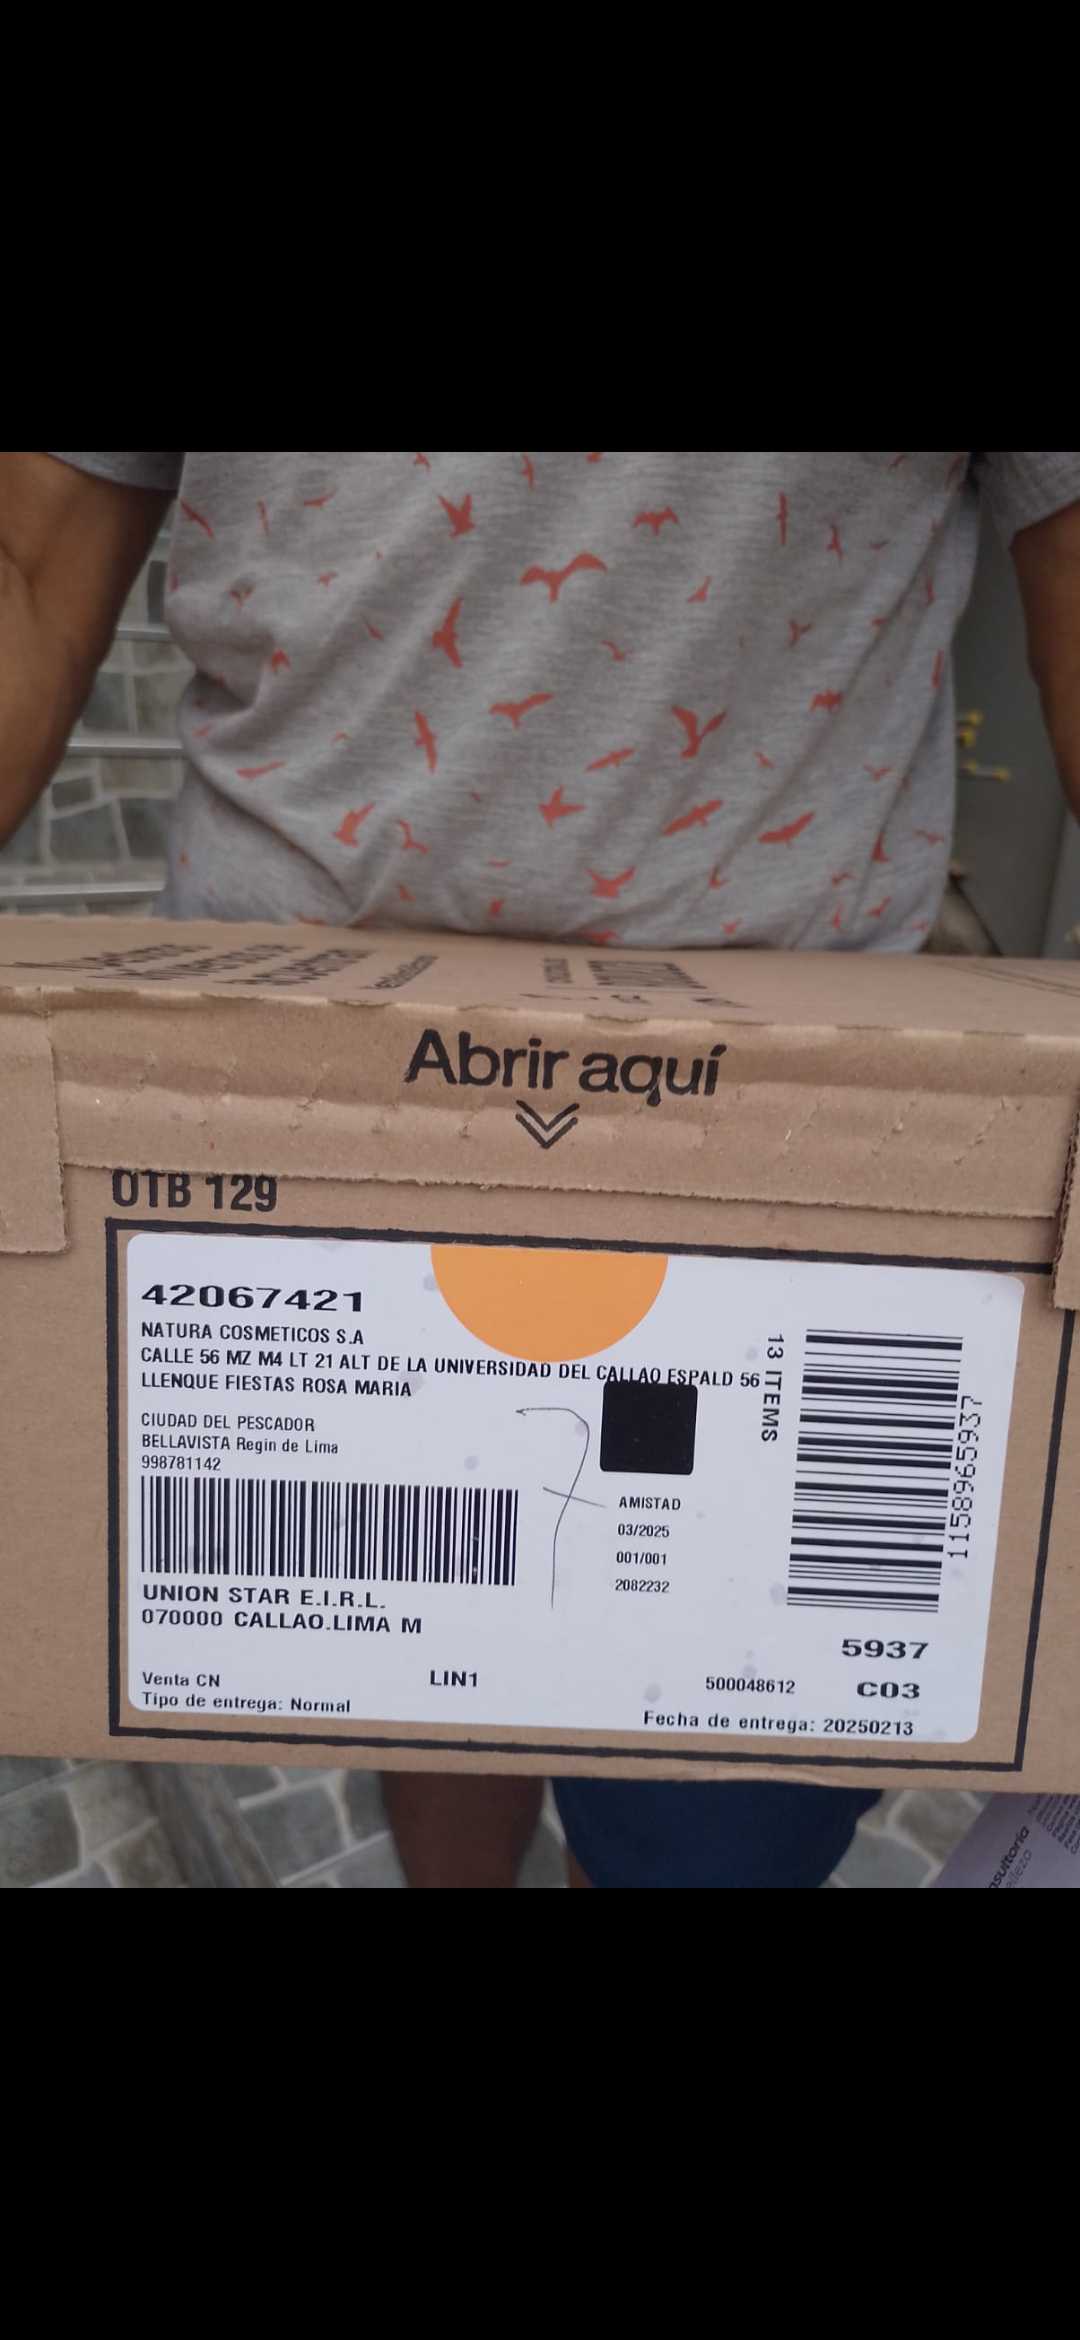 Abrir aquí
OTB 129
42067421
NATURA COSMETICOS S.A
CALLE 56 MZ M4 LT 21 ALT DE LA UNIVERSIDAD DEL CALLAO ESPALD 56
LLENQUE FIESTAS ROSA MARIA
CIUDAD DEL PESCADOR
BELLAVISTA Regin de Lima
998781142
13 ITEMS
1158965937
7
AMISTAD
03/2025
001/001
2082232
UNION STAR E.I.R.L.
070000 CALLAO.LIMA M
5937
Venta CN
LIN1
500048612
C03
Tipo de entrega: Normal
Fecha de entrega: 20250213